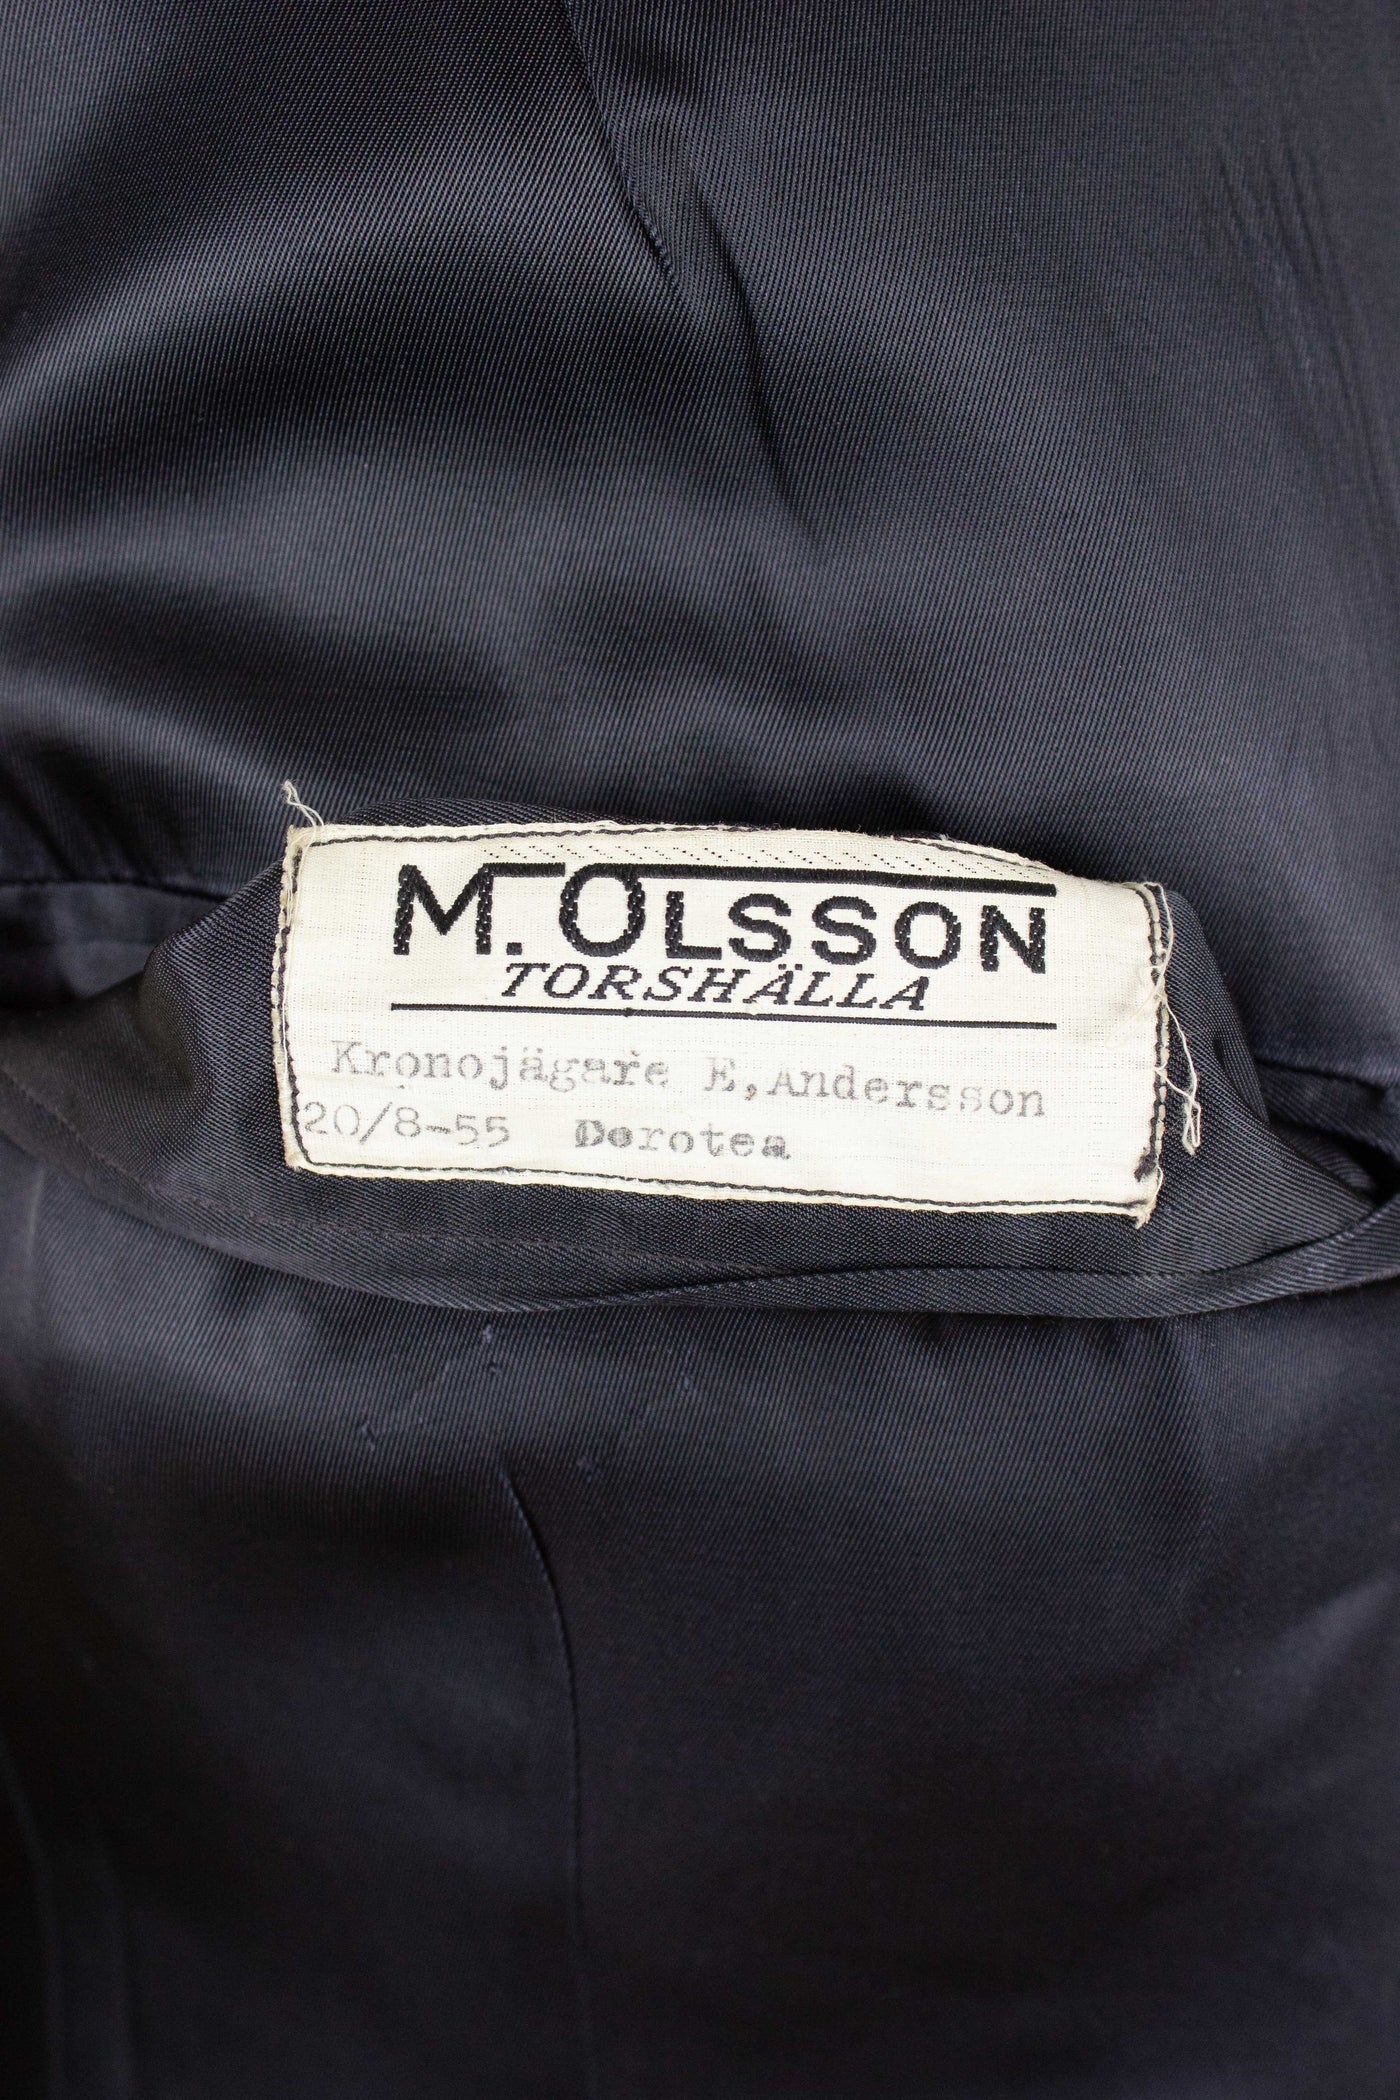 M. OLSSON
TORSHÄLLA
Kronojägare E,Andersson
20/8-55 Dorotea